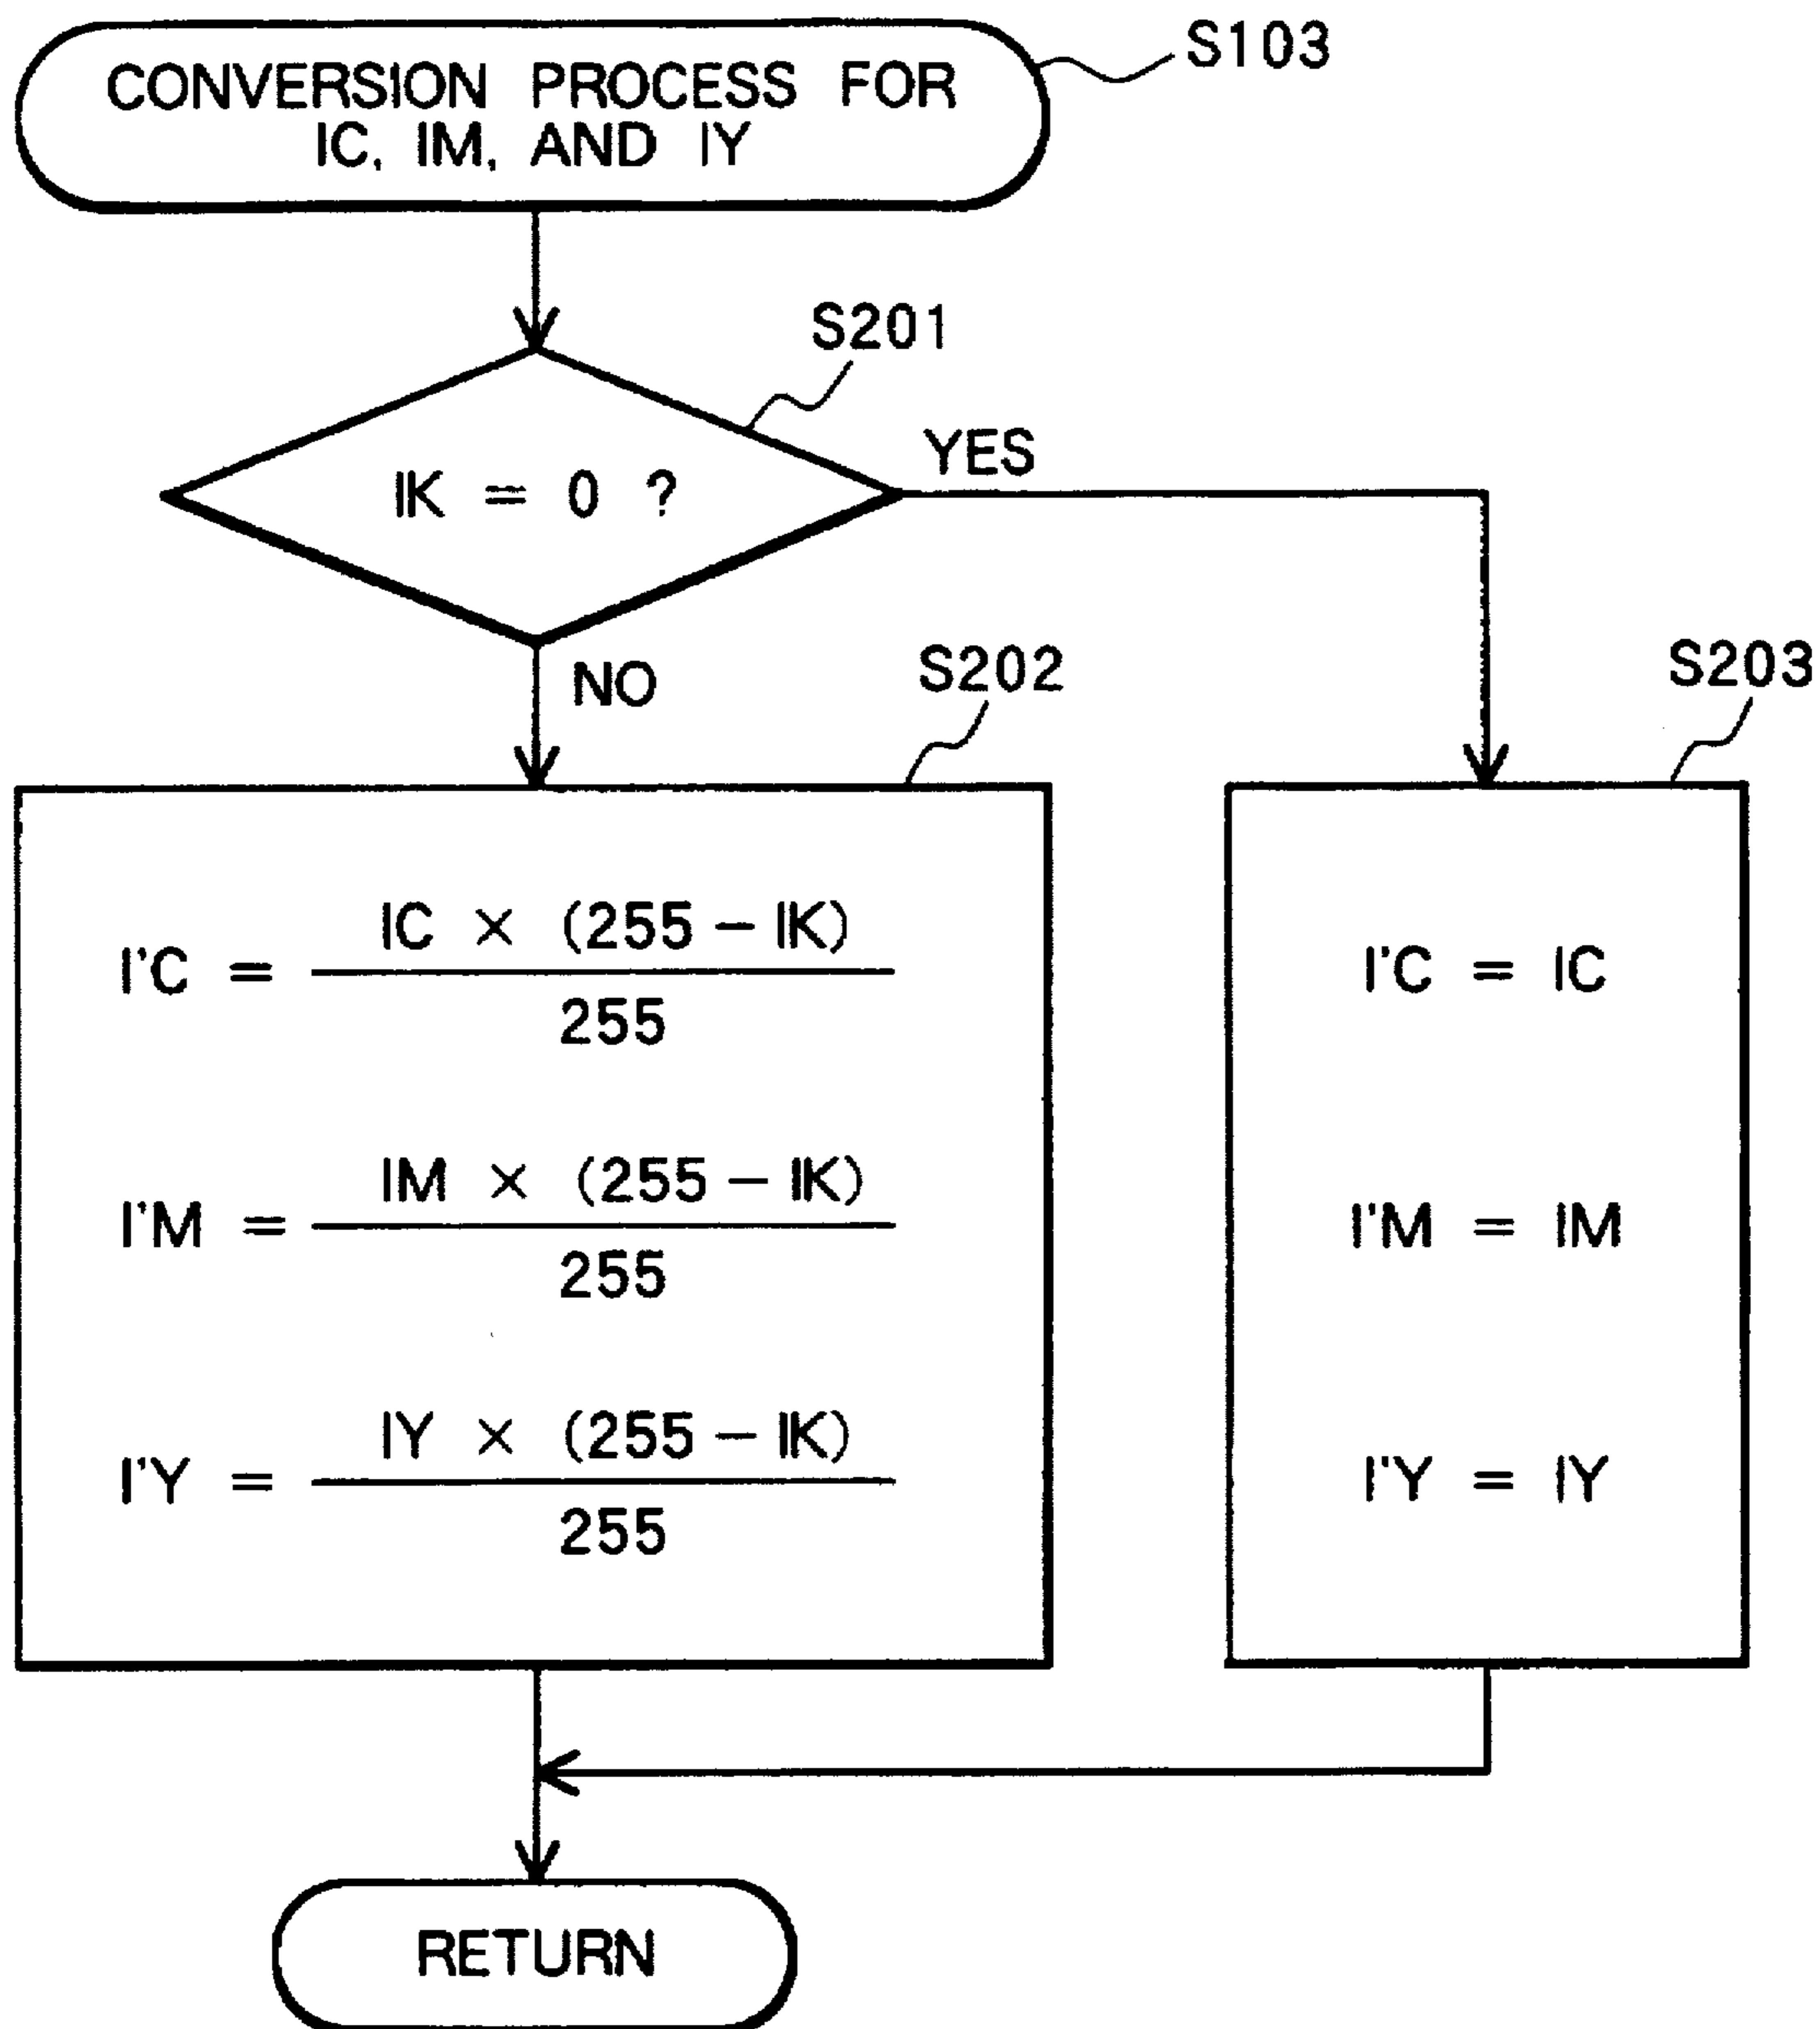 CONVERSION PROCESS FOR
IC, IM, AND IY
S103
S201
IK = 0 ?
YES
NO
S202
S203
I'C = IC × (255 − IK) / 255
I'M = IM × (255 − IK) / 255
I'Y = IY × (255 − IK) / 255
I'C = IC
I'M = IM
I'Y = IY
RETURN